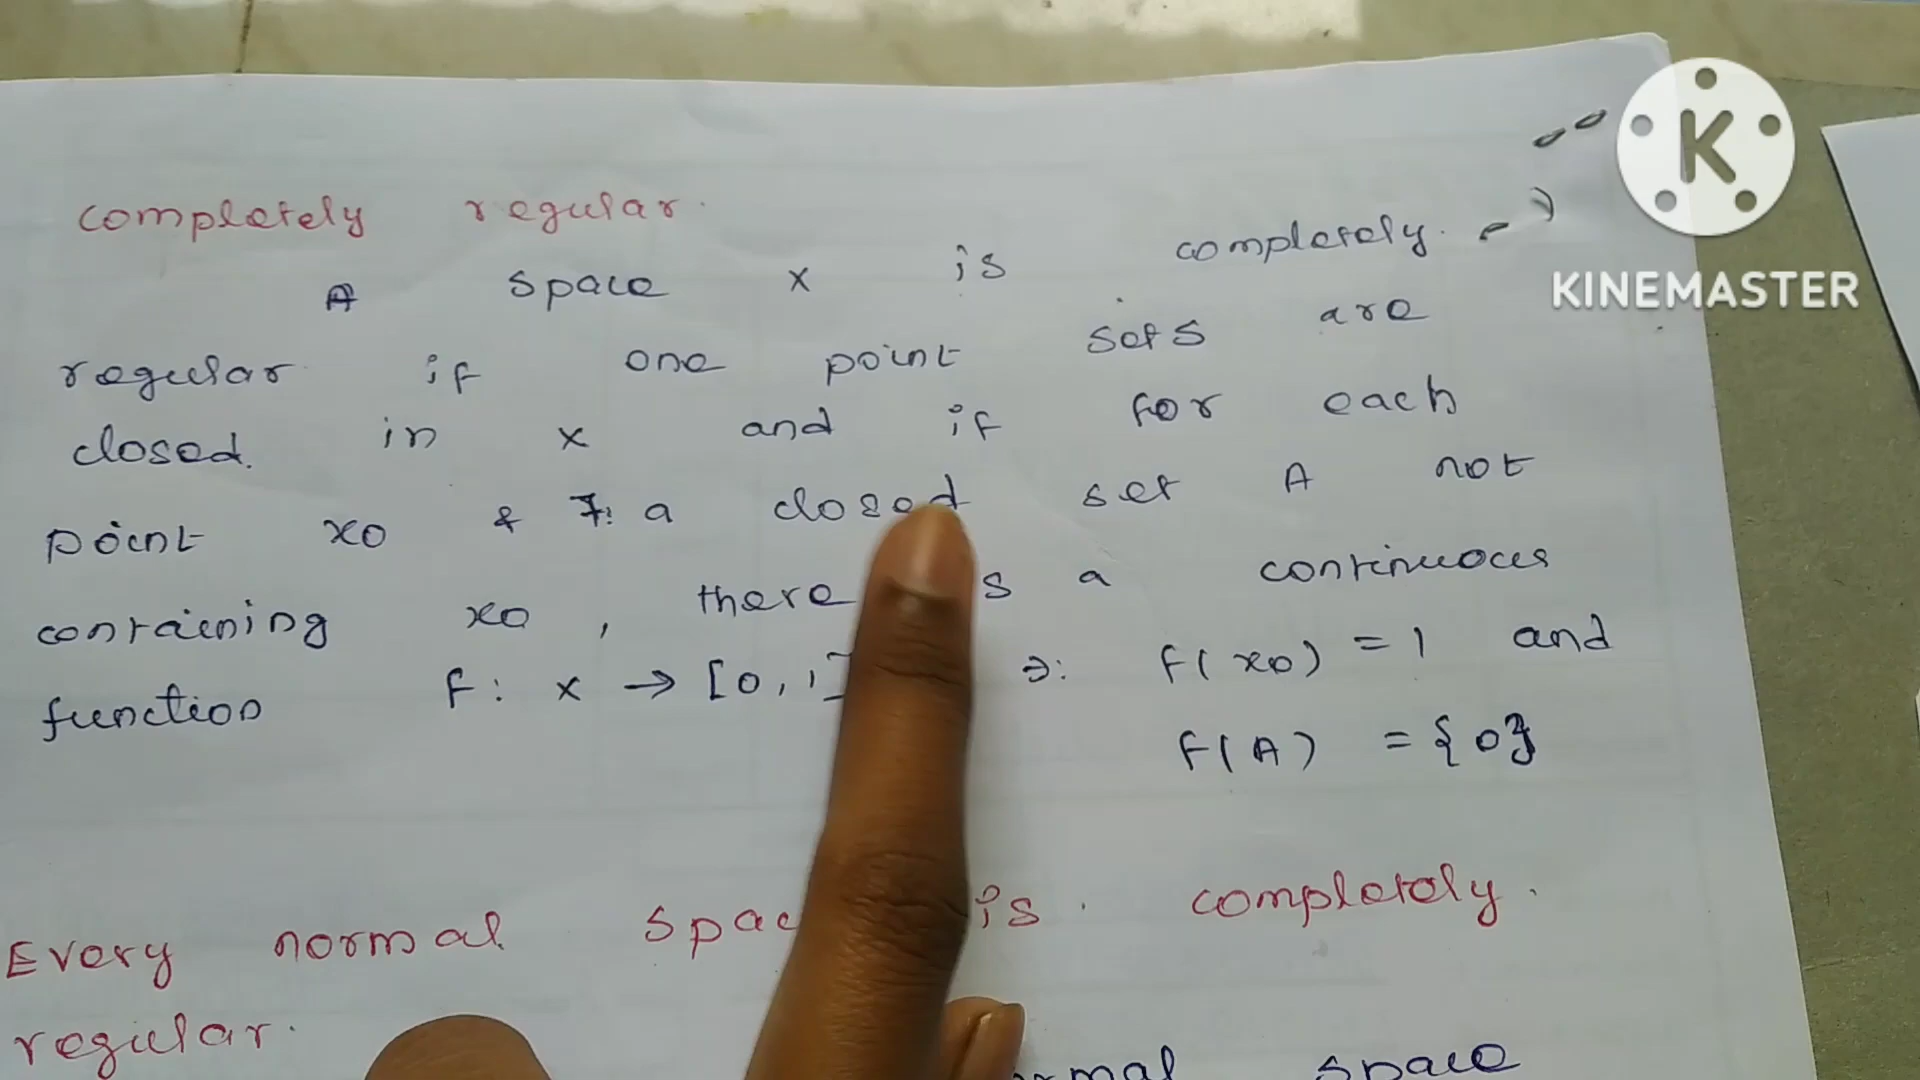 completely regular.
A space x is completely.
regular if one point sets are
closed. in x and if for each
point x0 & a closed set A not
containing x0, there is a continuous
function F: x → [0,1] ∋: F(x0) = 1 and
F(A) = {0}
Every normal space is completely.
regular.
space
K
KINEMASTER